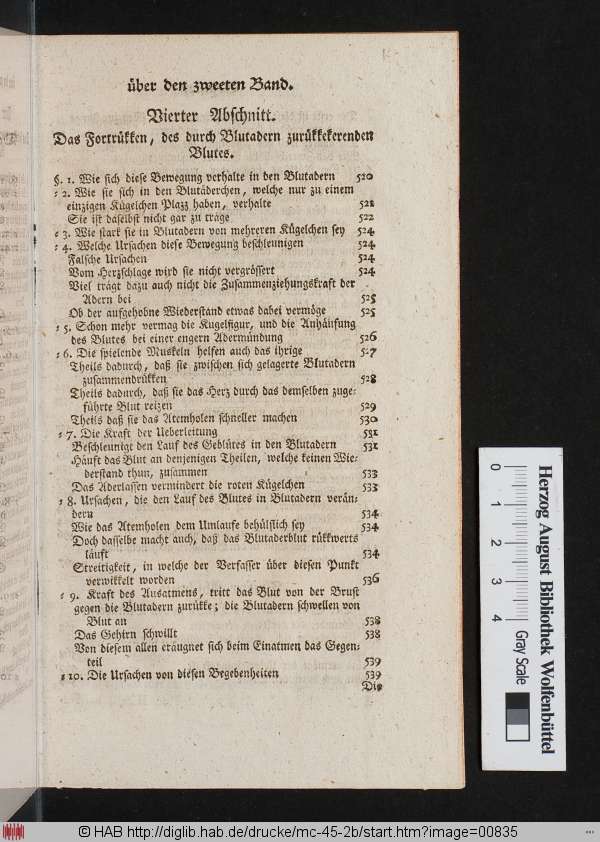 über den zweeten Band.
Vierter Abschnitt.
Das Fortrükken, des durch Blutadern zurükkekerenden
Blutes.
§. 1. Wie sich diese Bewegung verhalte in den Blutadern 520
⸗ 2. Wie sie sich in den Blutäderchen, welche nur zu einem
einzigen Kügelchen Plazz haben, verhalte 521
Sie ist daselbst nicht gar zu träge 522
⸗ 3. Wie stark sie in Blutadern von mehreren Kügelchen sey 524
⸗ 4. Welche Ursachen diese Bewegung beschleunigen 524
Falsche Ursachen 524
Vom Herzschlage wird sie nicht vergrössert 524
Viel trägt dazu auch nicht die Zusammenziehungskraft der
Adern bei 525
Ob der aufgehobne Wiederstand etwas dabei vermöge 525
⸗ 5. Schon mehr vermag die Kugelfigur, und die Anhäufung
des Blutes bei einer engern Adermündung 526
⸗ 6. Die spielende Muskeln helfen auch das ihrige 527
Theils dadurch, daß sie zwischen sich gelagerte Blutadern
zusammendrükken 528
Theils dadurch, daß sie das Herz durch das demselben zuge⸗
führte Blut reizen 529
Theils daß sie das Atemholen schneller machen 530
⸗ 7. Die Kraft der Ueberleitung 531
Beschleunigt den Lauf des Geblütes in den Blutadern 531
Häuft das Blut an denjenigen Theilen, welche keinen Wie⸗
derstand thun, zusammen 533
Das Aderlassen vermindert die roten Kügelchen 533
⸗ 8. Ursachen, die den Lauf des Blutes in Blutadern verän⸗
dern 534
Wie das Atemholen dem Umlaufe behülflich sey 534
Doch dasselbe macht auch, daß das Blutaderblut rükkwerts
läuft 534
Streitigkeit, in welche der Verfasser über diesen Punkt
verwikkelt worden 536
⸗ 9. Kraft des Ausatmens, tritt das Blut von der Brust
gegen die Blutadern zurükke; die Blutadern schwellen von
Blut an 538
Das Gehirn schwillt 538
Von diesem allen eräugnet sich beim Einatmen das Gegen⸗
teil 539
⸗ 10. Die Ursachen von diesen Begebenheiten 539
Die
0 1 2 3 4
Gray Scale
Herzog August Bibliothek Wolfenbüttel
© HAB http://diglib.hab.de/drucke/mc-45-2b/start.htm?image=00835